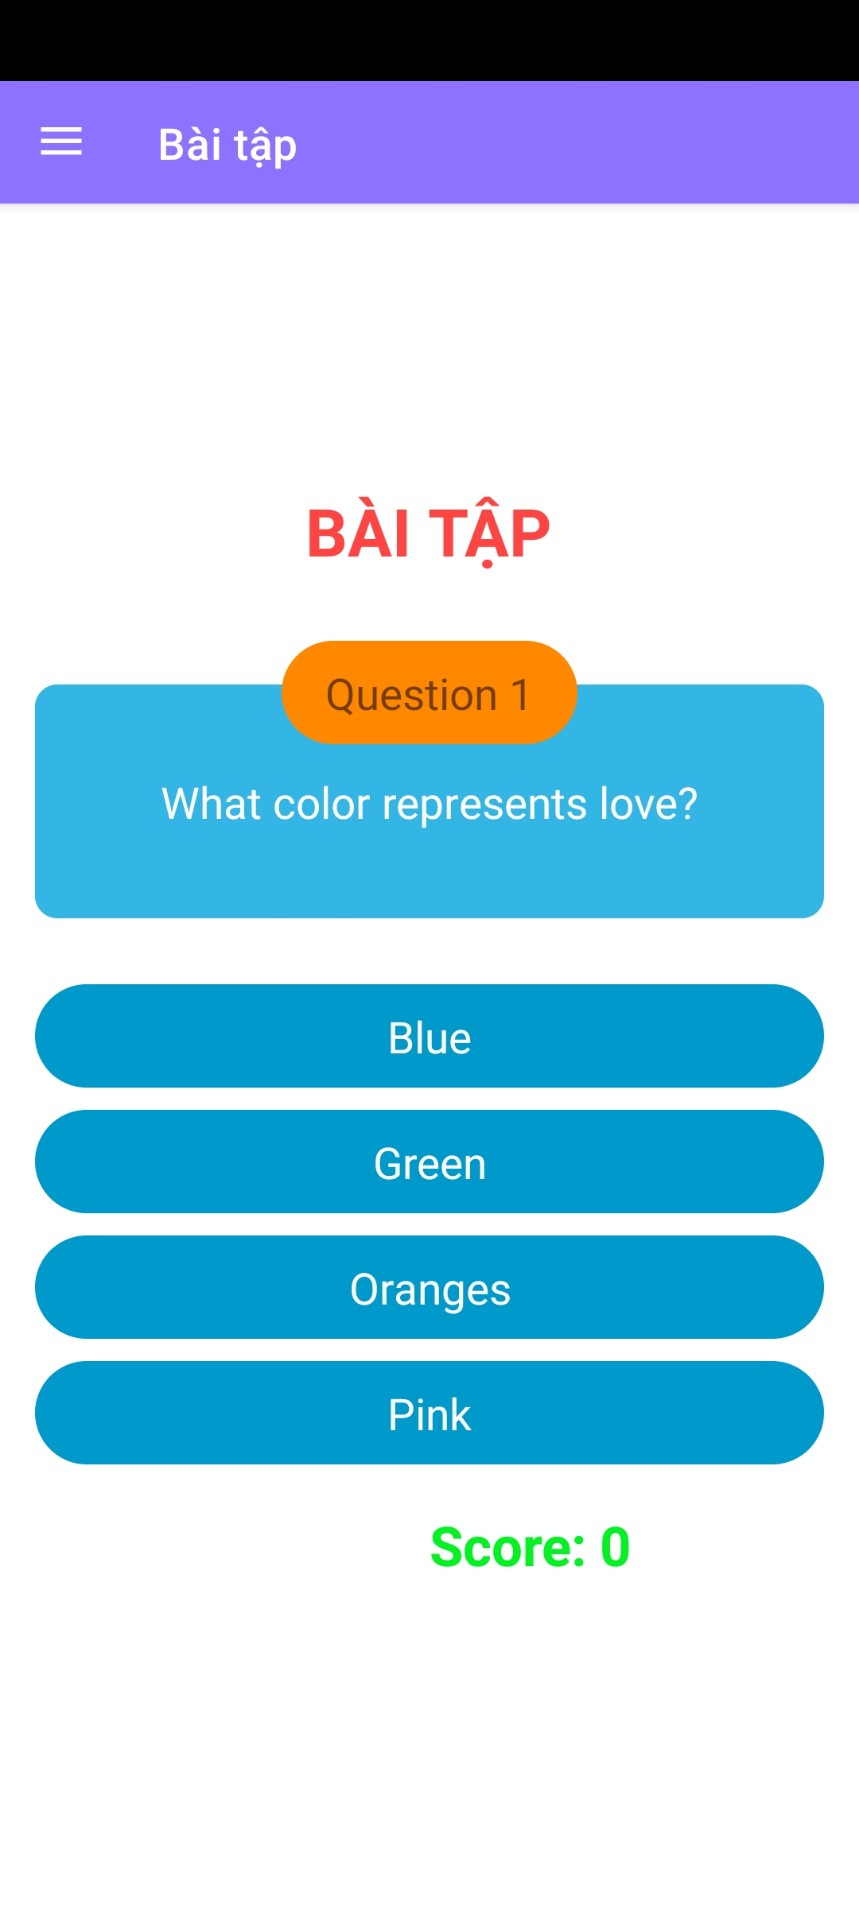 Bài tập
BÀI TẬP
Question 1
What color represents love?
Blue
Green
Oranges
Pink
Score: 0